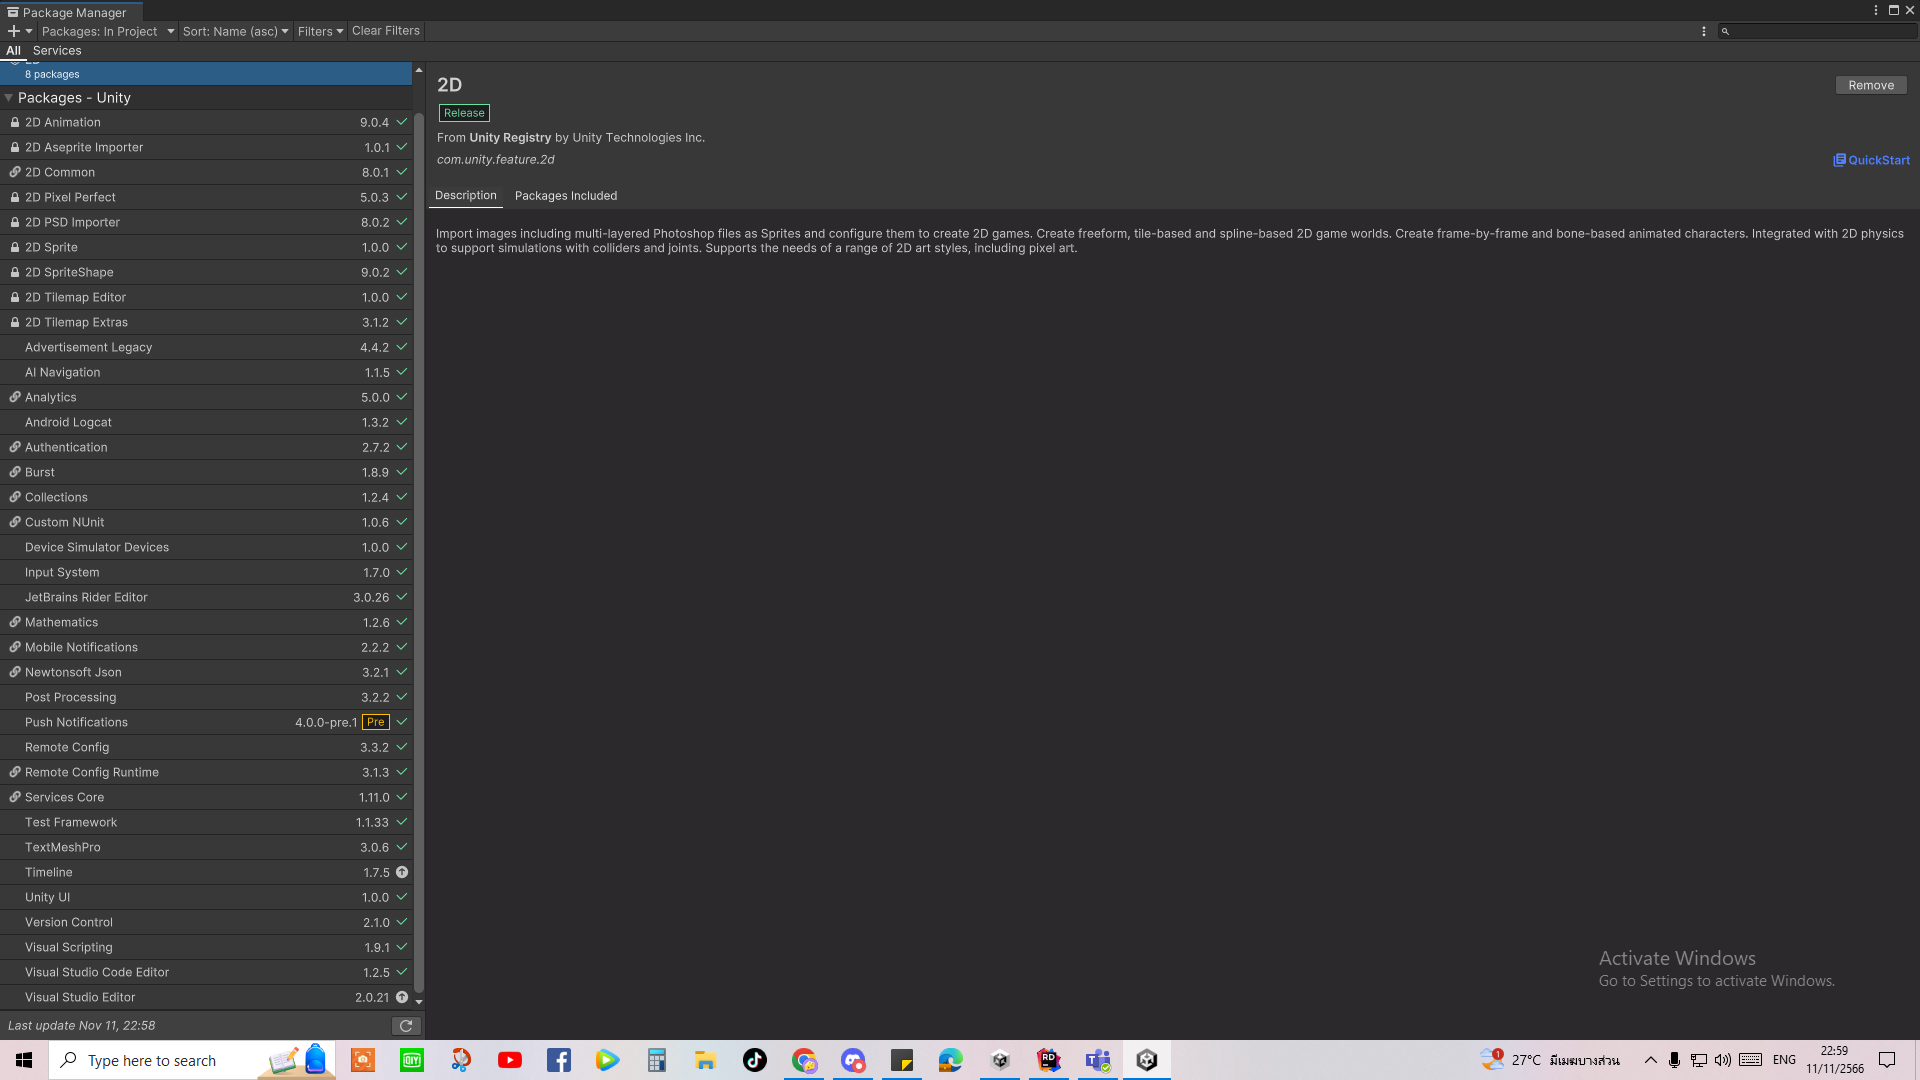 Package Manager
Packages: In Project
Sort: Name (asc)
Filters
Clear Filters
All
Services
2D
8 packages
Packages - Unity
2D Animation 9.0.4
2D Aseprite Importer 1.0.1
2D Common 8.0.1
2D Pixel Perfect 5.0.3
2D PSD Importer 8.0.2
2D Sprite 1.0.0
2D SpriteShape 9.0.2
2D Tilemap Editor 1.0.0
2D Tilemap Extras 3.1.2
Advertisement Legacy 4.4.2
AI Navigation 1.1.5
Analytics 5.0.0
Android Logcat 1.3.2
Authentication 2.7.2
Burst 1.8.9
Collections 1.2.4
Custom NUnit 1.0.6
Device Simulator Devices 1.0.0
Input System 1.7.0
JetBrains Rider Editor 3.0.26
Mathematics 1.2.6
Mobile Notifications 2.2.2
Newtonsoft Json 3.2.1
Post Processing 3.2.2
Push Notifications 4.0.0-pre.1 Pre
Remote Config 3.3.2
Remote Config Runtime 3.1.3
Services Core 1.11.0
Test Framework 1.1.33
TextMeshPro 3.0.6
Timeline 1.7.5
Unity UI 1.0.0
Version Control 2.1.0
Visual Scripting 1.9.1
Visual Studio Code Editor 1.2.5
Visual Studio Editor 2.0.21
Last update Nov 11, 22:58
2D
Remove
Release
From Unity Registry by Unity Technologies Inc.
com.unity.feature.2d
QuickStart
Description
Packages Included
Import images including multi-layered Photoshop files as Sprites and configure them to create 2D games. Create freeform, tile-based and spline-based 2D game worlds. Create frame-by-frame and bone-based animated characters. Integrated with 2D physics
to support simulations with colliders and joints. Supports the needs of a range of 2D art styles, including pixel art.
Activate Windows
Go to Settings to activate Windows.
Type here to search
DIY
RD
1
27°C มีเมฆบางส่วน
ENG
22:59
11/11/2566